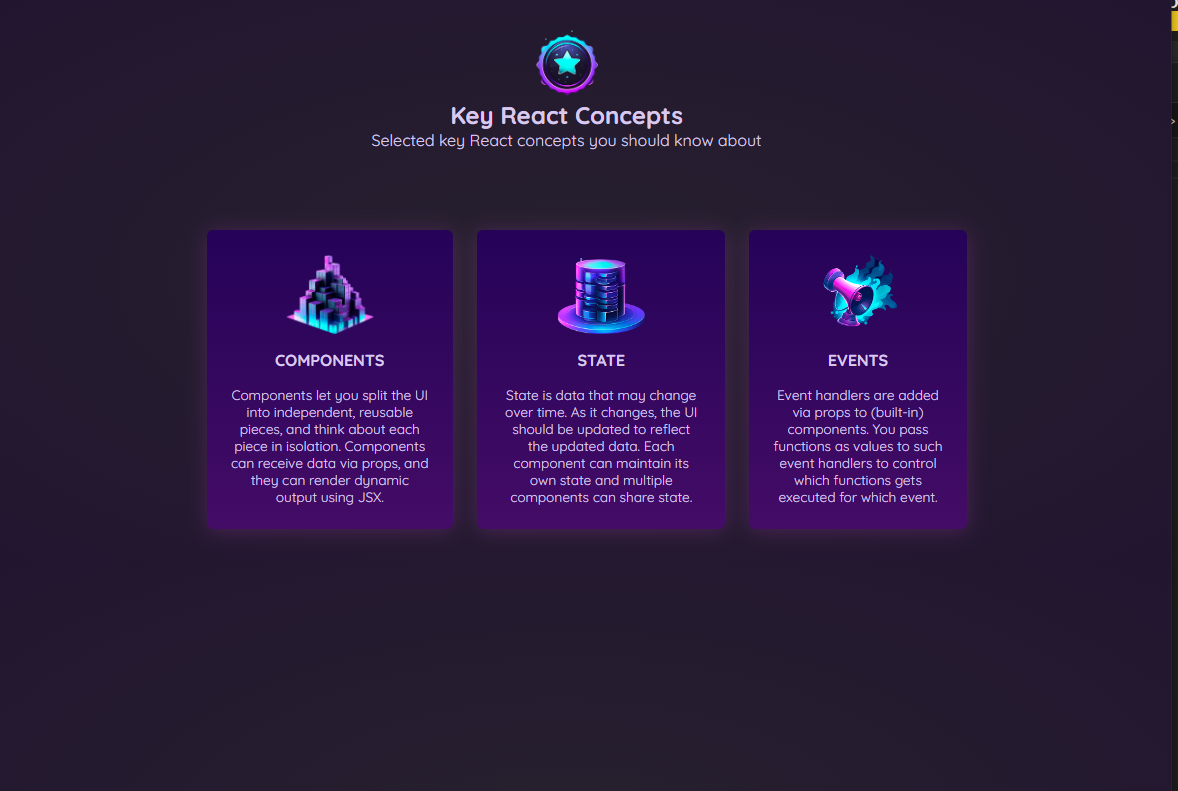 Key React Concepts
Selected key React concepts you should know about
COMPONENTS
Components let you split the UI
into independent, reusable
pieces, and think about each
piece in isolation. Components
can receive data via props, and
they can render dynamic
output using JSX.
STATE
State is data that may change
over time. As it changes, the UI
should be updated to reflect
the updated data. Each
component can maintain its
own state and multiple
components can share state.
EVENTS
Event handlers are added
via props to (built-in)
components. You pass
functions as values to such
event handlers to control
which functions gets
executed for which event.